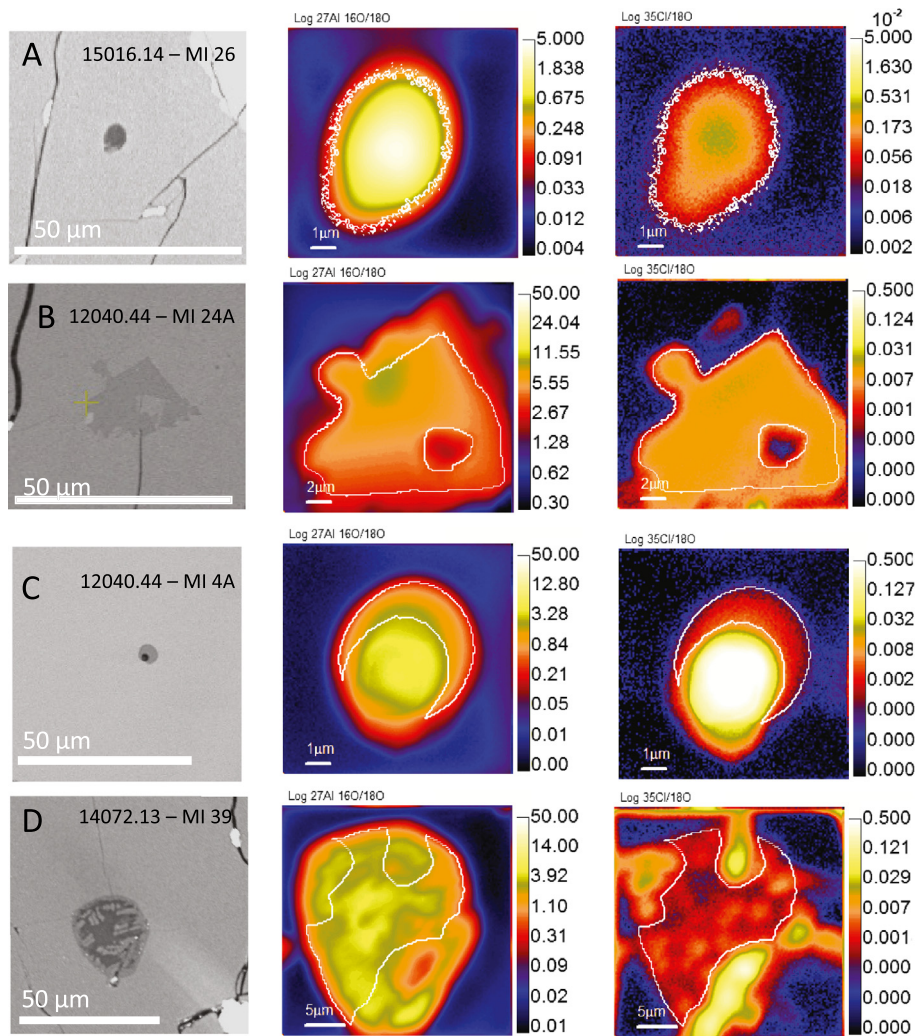 A
15016.14 – MI 26
50 µm
Log 27Al 16O/18O
5.000
1.838
0.675
0.248
0.091
0.033
0.012
0.004
1µm
Log 35Cl/18O
10-2
5.000
1.630
0.531
0.173
0.056
0.018
0.006
0.002
1µm
B
12040.44 – MI 24A
50 µm
Log 27Al 16O/18O
50.00
24.04
11.55
5.55
2.67
1.28
0.62
0.30
2µm
Log 35Cl/18O
0.500
0.124
0.031
0.007
0.001
0.000
0.000
0.000
2µm
C
12040.44 – MI 4A
50 µm
Log 27Al 16O/18O
50.00
12.80
3.28
0.84
0.21
0.05
0.01
0.00
1µm
Log 35Cl/18O
0.500
0.127
0.032
0.008
0.002
0.000
0.000
0.000
1µm
D
14072.13 – MI 39
50 µm
Log 27Al 16O/18O
50.00
14.00
3.92
1.10
0.31
0.09
0.02
0.01
5µm
Log 35Cl/18O
0.500
0.121
0.029
0.007
0.001
0.000
0.000
0.000
5µm